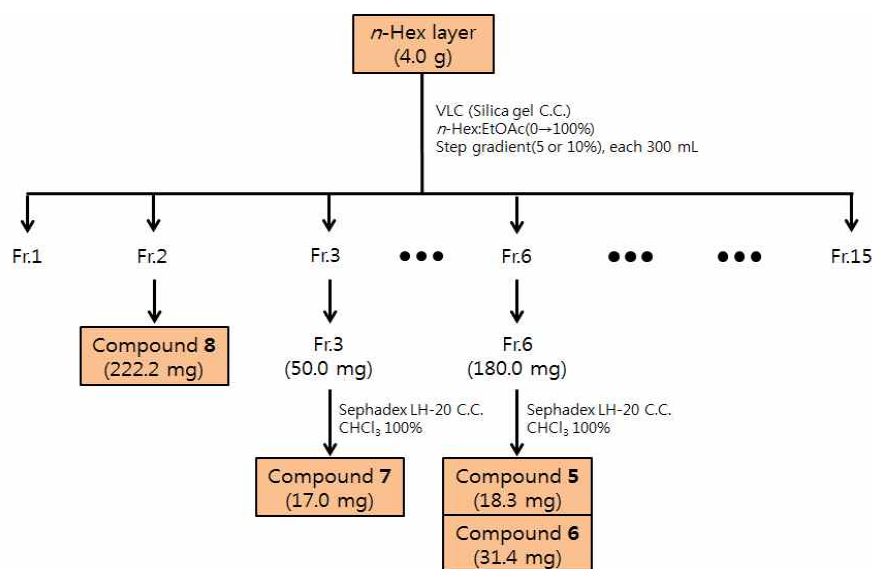 n-Hex layer
(4.0 g)
VLC (Silica gel C.C.)
n-Hex:EtOAc(0→100%)
Step gradient(5 or 10%), each 300 mL
Fr.1 Fr.2 Fr.3 ●●● Fr.6 ●●● ●●● Fr.15
Compound 8
(222.2 mg)
Fr.3
(50.0 mg)
Fr.6
(180.0 mg)
Sephadex LH-20 C.C.
CHCl₃ 100%
Sephadex LH-20 C.C.
CHCl₃ 100%
Compound 7
(17.0 mg)
Compound 5
(18.3 mg)
Compound 6
(31.4 mg)